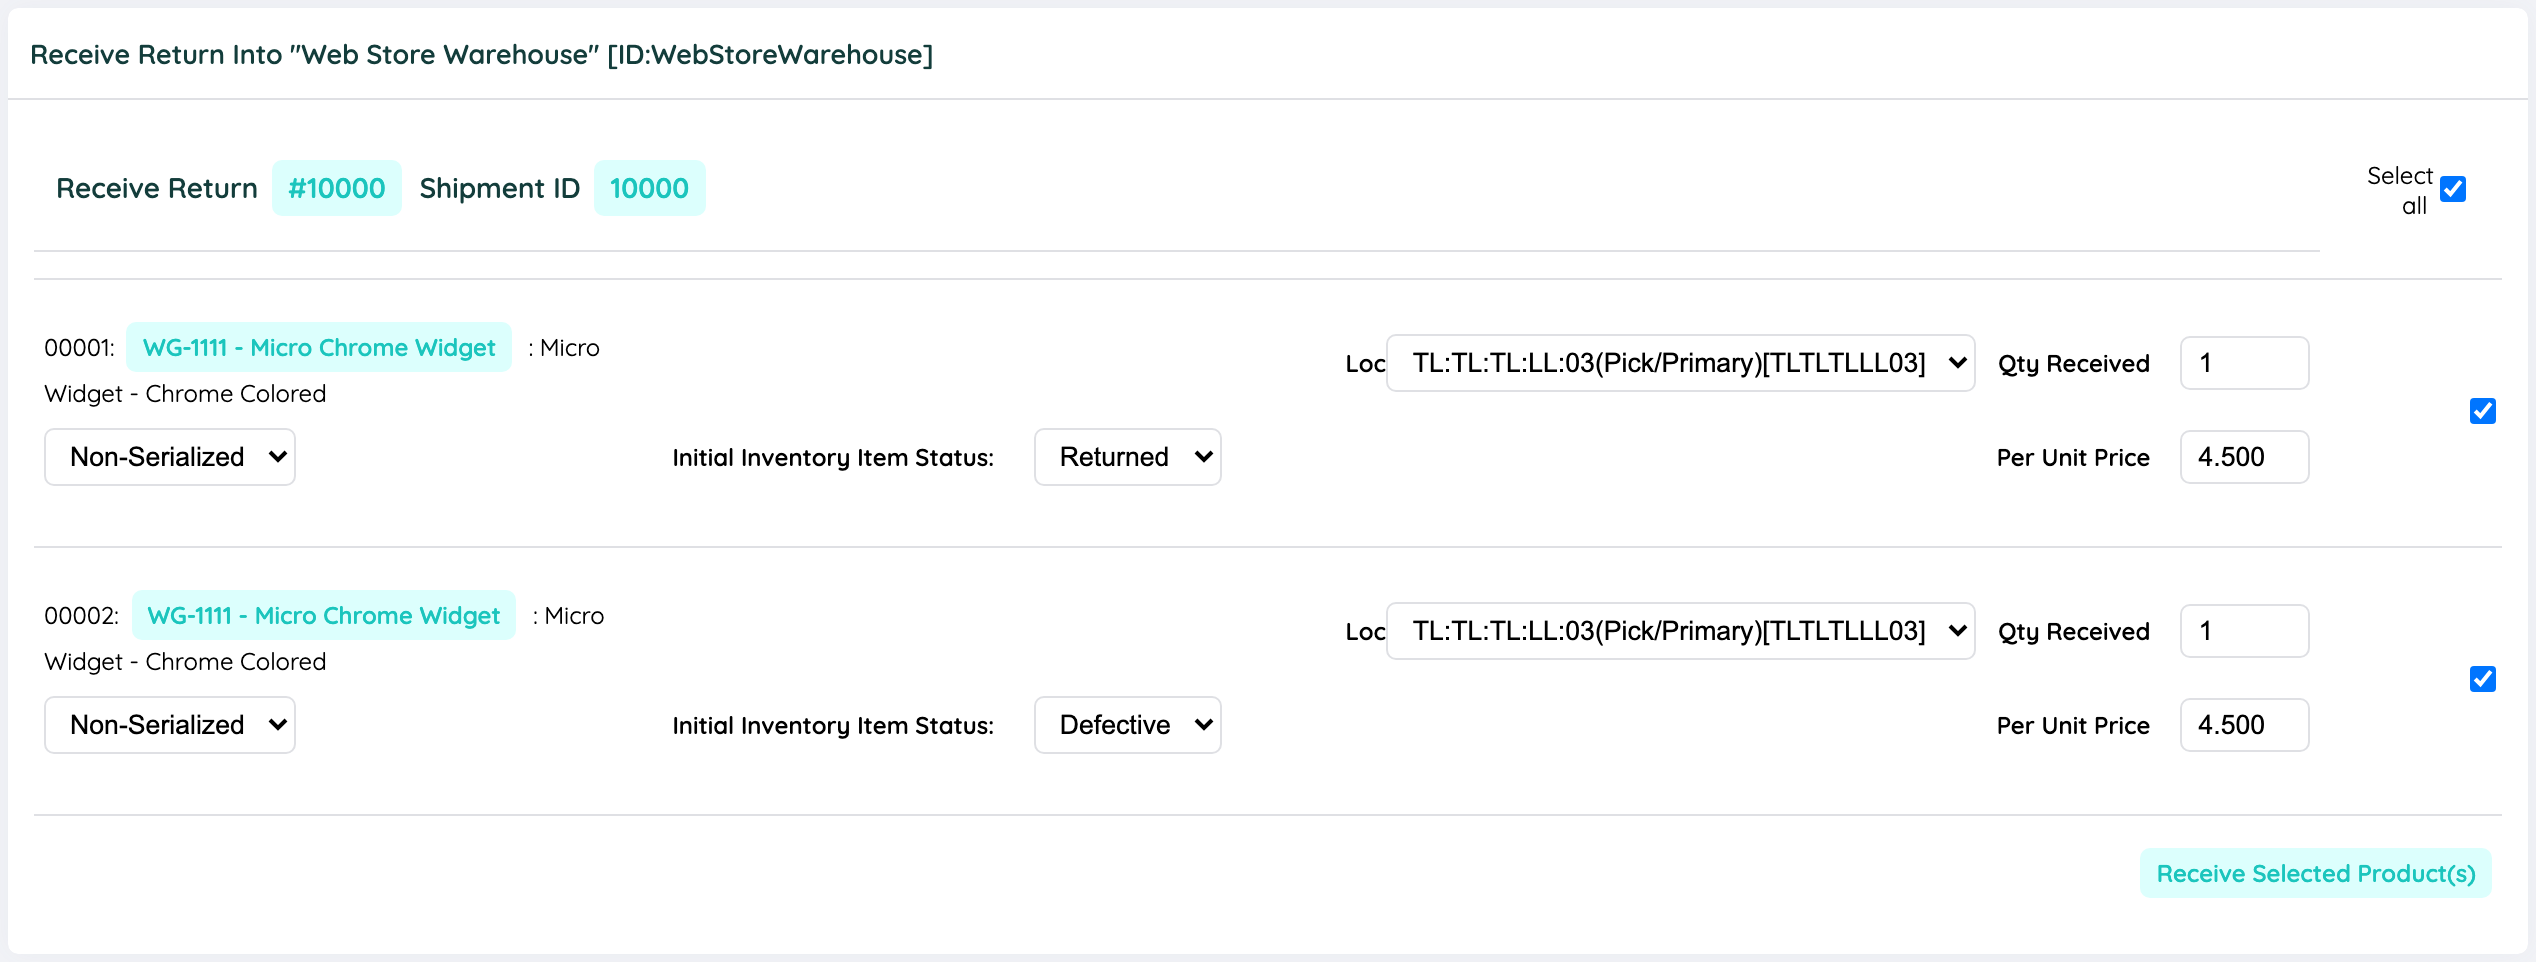 Receive Return Into "Web Store Warehouse" [ID:WebStoreWarehouse]
Receive Return #10000 Shipment ID 10000
Select
all
00001: WG-1111 - Micro Chrome Widget : Micro
Widget - Chrome Colored
Loc TL:TL:TL:LL:03(Pick/Primary)[TLTLTLLL03] Qty Received 1
Non-Serialized Initial Inventory Item Status: Returned Per Unit Price 4.500
00002: WG-1111 - Micro Chrome Widget : Micro
Widget - Chrome Colored
Loc TL:TL:TL:LL:03(Pick/Primary)[TLTLTLLL03] Qty Received 1
Non-Serialized Initial Inventory Item Status: Defective Per Unit Price 4.500
Receive Selected Product(s)